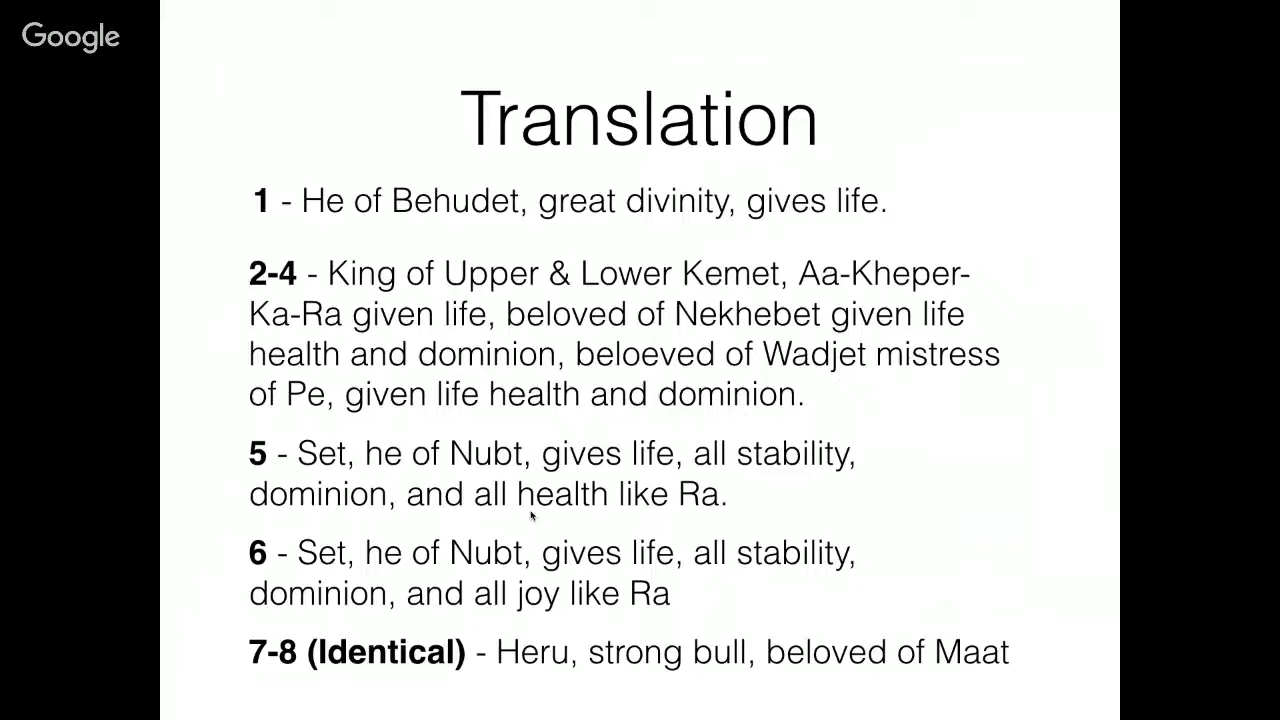 Google
Translation
1 - He of Behudet, great divinity, gives life.
2-4 - King of Upper & Lower Kemet, Aa-Kheper-
Ka-Ra given life, beloved of Nekhebet given life
health and dominion, beloeved of Wadjet mistress
of Pe, given life health and dominion.
5 - Set, he of Nubt, gives life, all stability,
dominion, and all health like Ra.
6 - Set, he of Nubt, gives life, all stability,
dominion, and all joy like Ra
7-8 (Identical) - Heru, strong bull, beloved of Maat